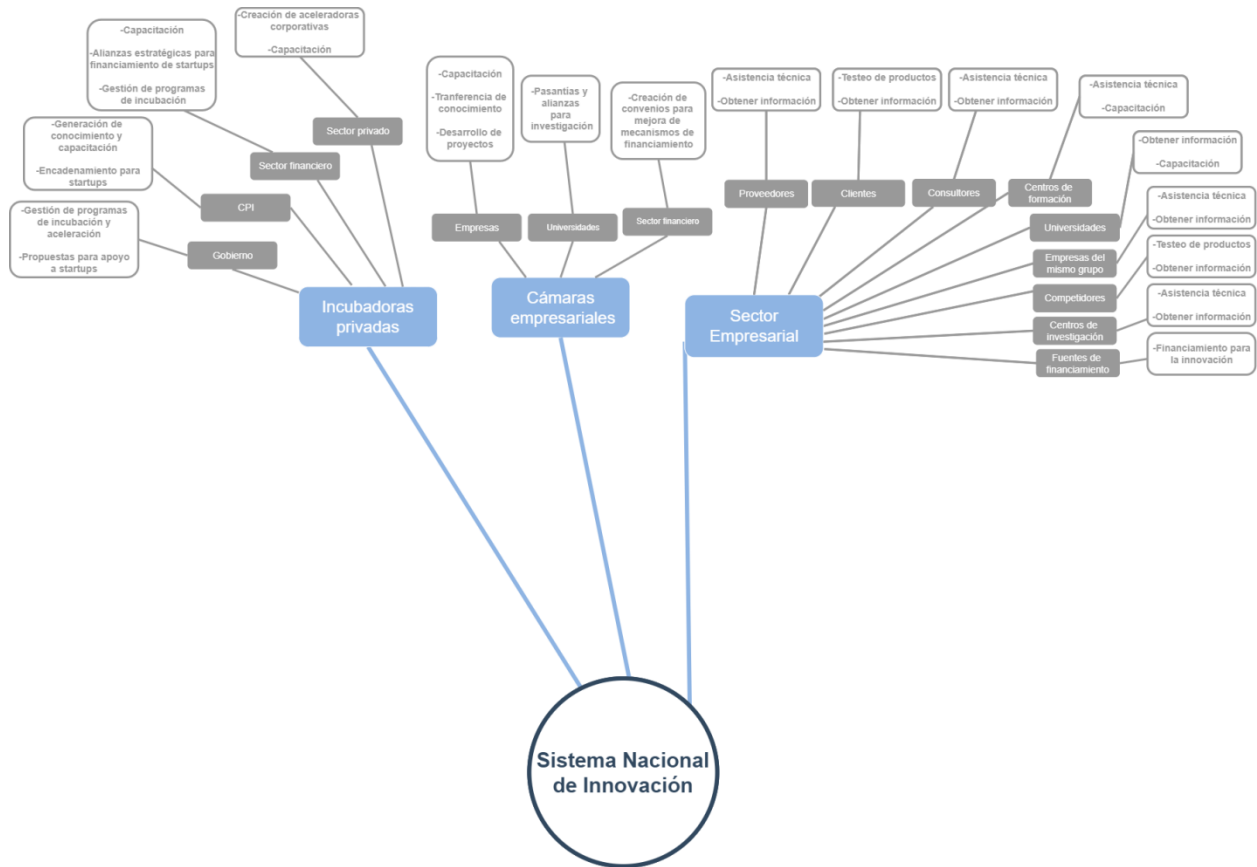 -Capacitación
-Alianzas estratégicas para
financiamiento de startups
-Gestión de programas
de incubación
-Creación de aceleradoras
corporativas
-Capacitación
Sector privado
Sector financiero
-Generación de
conocimiento y
capacitación
-Encadenamiento para
startups
CPI
-Gestión de programas
de incubación y
aceleración
-Propuestas para apoyo
a startups
Gobierno
Incubadoras
privadas
-Capacitación
-Tranferencia de
conocimiento
-Desarrollo de
proyectos
-Pasantías y
alianzas
para
investigación
-Creación de
convenios para
mejora de
mecanismos de
financiamiento
Empresas
Universidades
Sector financiero
Cámaras
empresariales
-Asistencia técnica
-Obtener información
-Testeo de productos
-Obtener información
-Asistencia técnica
-Obtener información
-Asistencia técnica
-Capacitación
Proveedores
Clientes
Consultores
Centros de
formación
-Obtener información
-Capacitación
Universidades
-Asistencia técnica
-Obtener información
Empresas del
mismo grupo
-Testeo de productos
-Obtener información
Competidores
-Asistencia técnica
-Obtener información
Centros de
investigación
-Financiamiento para
la innovación
Fuentes de
financiamiento
Sector
Empresarial
Sistema Nacional
de Innovación